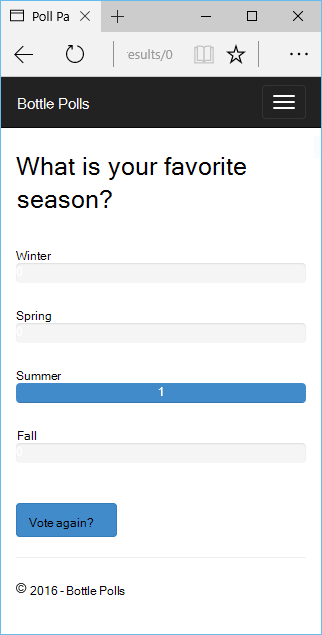 Poll Pa
results/0
Bottle Polls
What is your favorite
season?
Winter
0
Spring
0
Summer
1
Fall
0
Vote again?
© 2016 - Bottle Polls